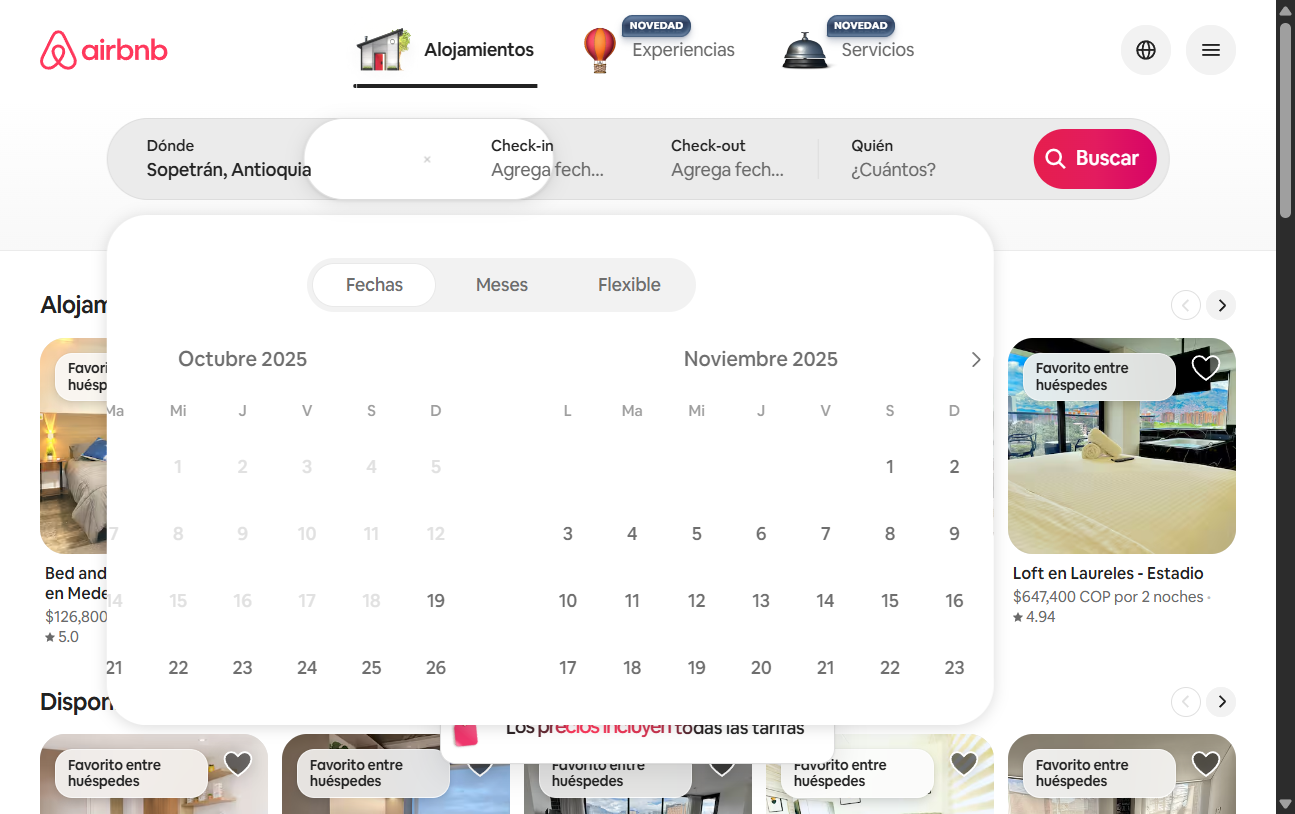 airbnb
Alojamientos
NOVEDAD
Experiencias
NOVEDAD
Servicios
Dónde
Sopetrán, Antioquia
Check-in
Agrega fech...
Check-out
Agrega fech...
Quién
¿Cuántos?
Buscar
Fechas
Meses
Flexible
Octubre 2025
Ma Mi J V S D
1 2 3 4 5
7 8 9 10 11 12
14 15 16 17 18 19
21 22 23 24 25 26
Noviembre 2025
L Ma Mi J V S D
1 2
3 4 5 6 7 8 9
10 11 12 13 14 15 16
17 18 19 20 21 22 23
Alojam
Favori
huésp
Bed and
en Mede
$126,800
5.0
Favorito entre
huéspedes
Loft en Laureles - Estadio
$647,400 COP por 2 noches ·
4.94
Dispon
Los precios incluyen todas las tarifas
Favorito entre
huéspedes
Favorito entre
huéspedes
Favorito entre
huéspedes
Favorito entre
huéspedes
Favorito entre
huéspedes